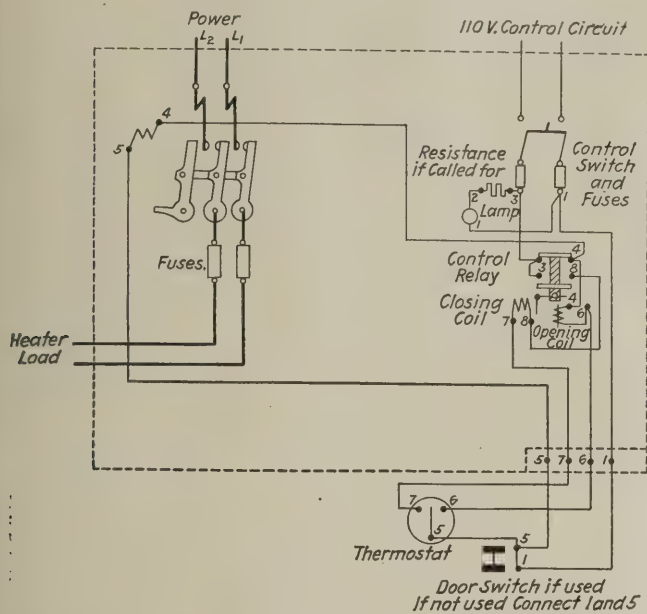 Power
L2 L1
110 V. Control Circuit
4
5
Resistance
if Called for
Control
Switch
and
Fuses
2
3
Lamp
1
1
Fuses.
Control
Relay
4
3 8
Closing
Coil
4
6
7 8
Opening
Coil
Heater
Load
5 7 6 1
7 6
5
Thermostat
5
1
Door Switch if used
If not used Connect 1 and 5